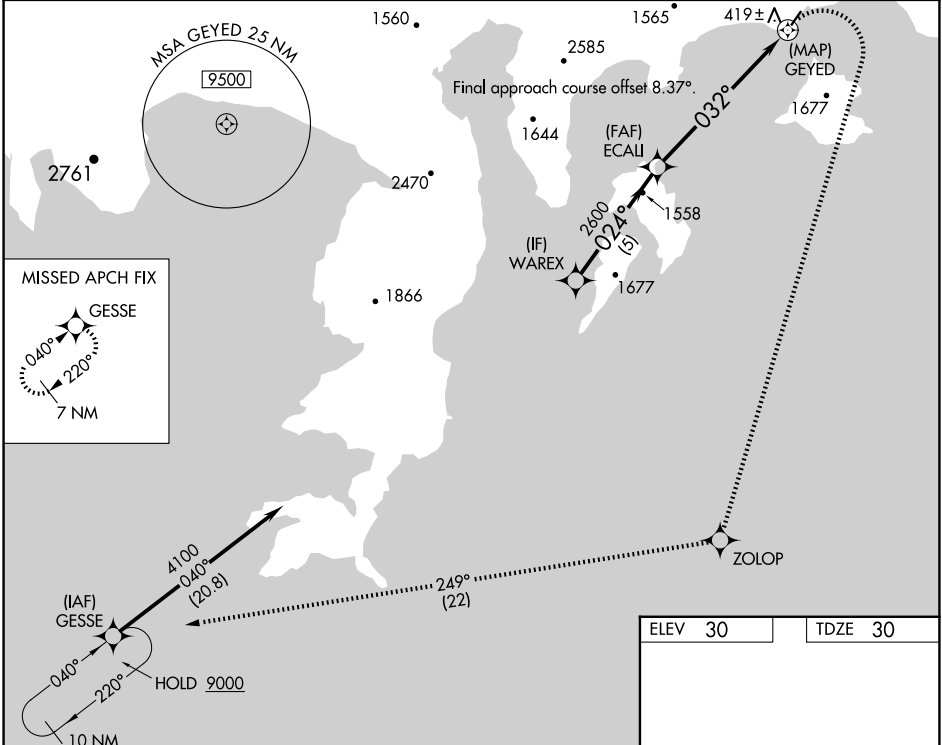 1560
1565
419±
MSA GEYED 25 NM
9500
2585
(MAP)
GEYED
Final approach course offset 8.37°.
032°
1677
1644
(FAF)
ECALI
2761
2470
1558
2600
024°
(5)
(IF)
WAREX
1677
MISSED APCH FIX
GESSE
040°
220°
7 NM
1866
4100
040°
(20.8)
ZOLOP
249°
(22)
(IAF)
GESSE
040°
220°
HOLD 9000
10 NM
ELEV 30
TDZE 30